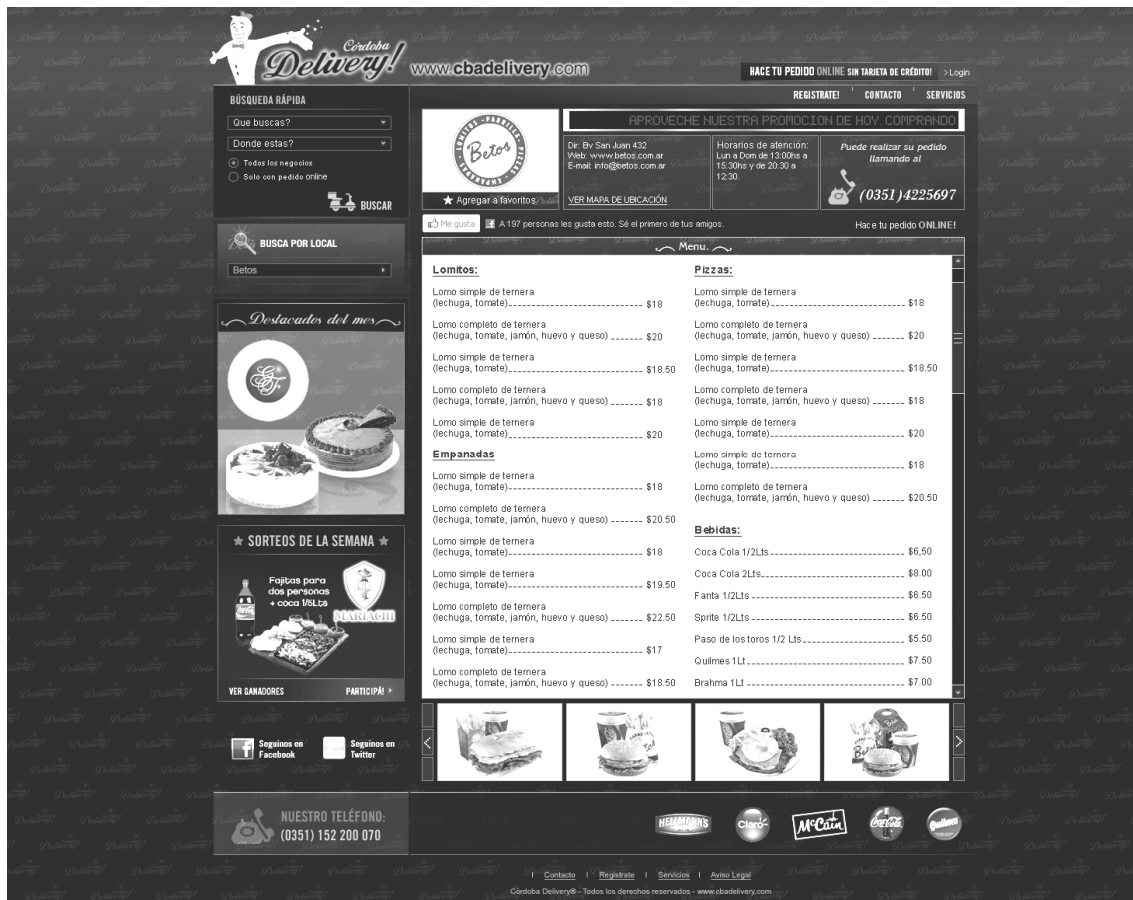 Córdoba
Delivery!
www.cbadelivery.com
HACE TU PEDIDO ONLINE SIN TARJETA DE CRÉDITO! > Login
REGISTRATE! CONTACTO SERVICIOS
BÚSQUEDA RÁPIDA
Que buscas?
Donde estas?
Todos los negocios
Solo con pedido online
BUSCAR
BUSCA POR LOCAL
Betos
Destacados del mes
GF
SORTEOS DE LA SEMANA
Fajitas para
dos personas
+ coca 1/5Lts
MARIACHI
VER GANADORES PARTICIPÁ! >
Seguinos en
Facebook
Seguinos en
Twitter
LOMITOS - PARRILLA - PIZZAS - EMPANADAS
Betos
Agregar a favoritos
APROVECHE NUESTRA PROMOCION DE HOY. COMPRANDO
Dir: Bv San Juan 432
Web: www.betos.com.ar
E-mail: info@betos.com.ar
VER MAPA DE UBICACIÓN
Horarios de atención:
Lun a Dom de 13:00hs a
15:30hs y de 20:30 a
12:30.
Puede realizar su pedido
llamando al
(0351)4225697
Me gusta A 197 personas les gusta esto. Sé el primero de tus amigos.
Hace tu pedido ONLINE!
Menu.
Lomitos:
Lomo simple de ternera
(lechuga, tomate) $18
Lomo completo de ternera
(lechuga, tomate, jamón, huevo y queso) $20
Lomo simple de ternera
(lechuga, tomate) $18.50
Lomo completo de ternera
(lechuga, tomate, jamón, huevo y queso) $18
Lomo simple de ternera
(lechuga, tomate) $20
Empanadas
Lomo simple de ternera
(lechuga, tomate) $18
Lomo completo de ternera
(lechuga, tomate, jamón, huevo y queso) $20.50
Lomo simple de ternera
(lechuga, tomate) $18
Lomo simple de ternera
(lechuga, tomate) $19.50
Lomo completo de ternera
(lechuga, tomate, jamón, huevo y queso) $22.50
Lomo simple de ternera
(lechuga, tomate) $17
Lomo completo de ternera
(lechuga, tomate, jamón, huevo y queso) $18.50
Pizzas:
Lomo simple de ternera
(lechuga, tomate) $18
Lomo completo de ternera
(lechuga, tomate, jamón, huevo y queso) $20
Lomo simple de ternera
(lechuga, tomate) $18.50
Lomo completo de ternera
(lechuga, tomate, jamón, huevo y queso) $18
Lomo simple de ternera
(lechuga, tomate) $20
Lomo simple de ternera
(lechuga, tomate) $18
Lomo completo de ternera
(lechuga, tomate, jamón, huevo y queso) $20.50
Bebidas:
Coca Cola 1/2Lts $6,50
Coca Cola 2Lts $8.00
Fanta 1/2Lts $6.50
Sprite 1/2Lts $6.50
Paso de los toros 1/2 Lts $5.50
Quilmes 1Lt $7.50
Brahma 1Lt $7.00
NUESTRO TELÉFONO:
(0351) 152 200 070
HELLMANN'S
Claro
McCain
Coca-Cola
Quilmes
| Contacto | Registrate | Servicios | Aviso Legal
Córdoba Delivery® - Todos los derechos reservados - www.cbadelivery.com